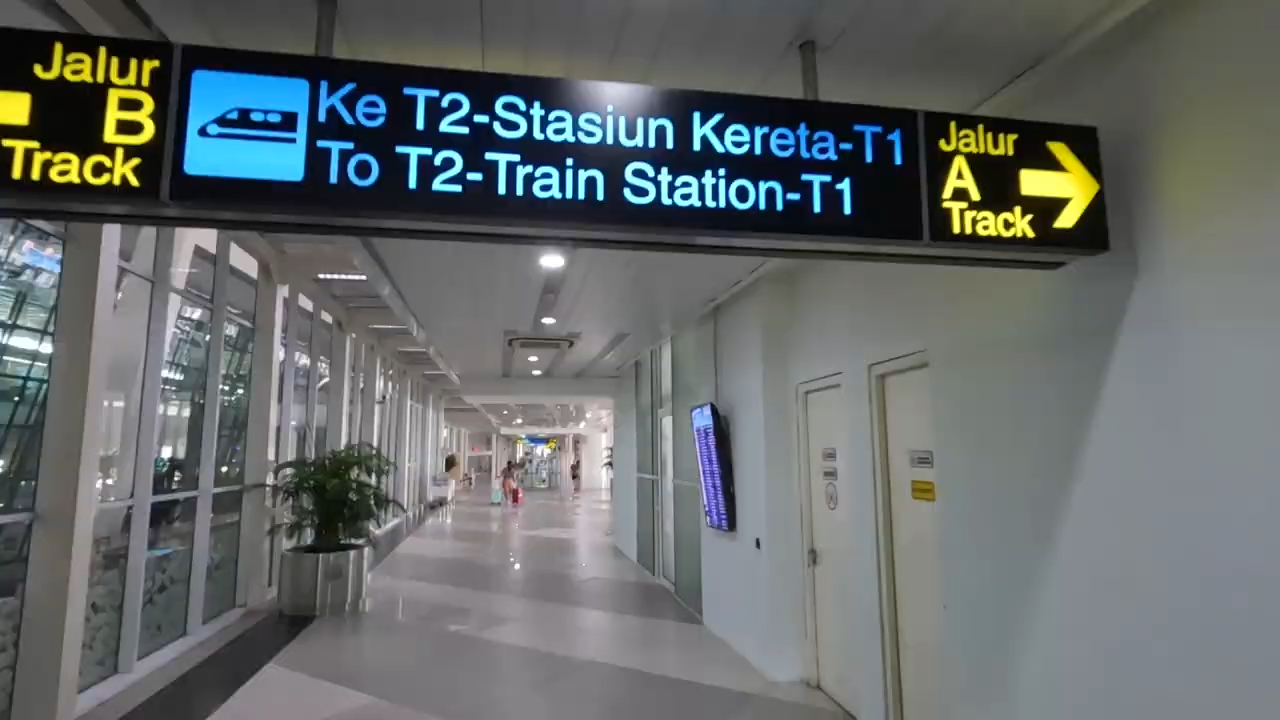 Jalur
B
Track
Ke T2-Stasiun Kereta-T1
To T2-Train Station-T1
Jalur
A
Track